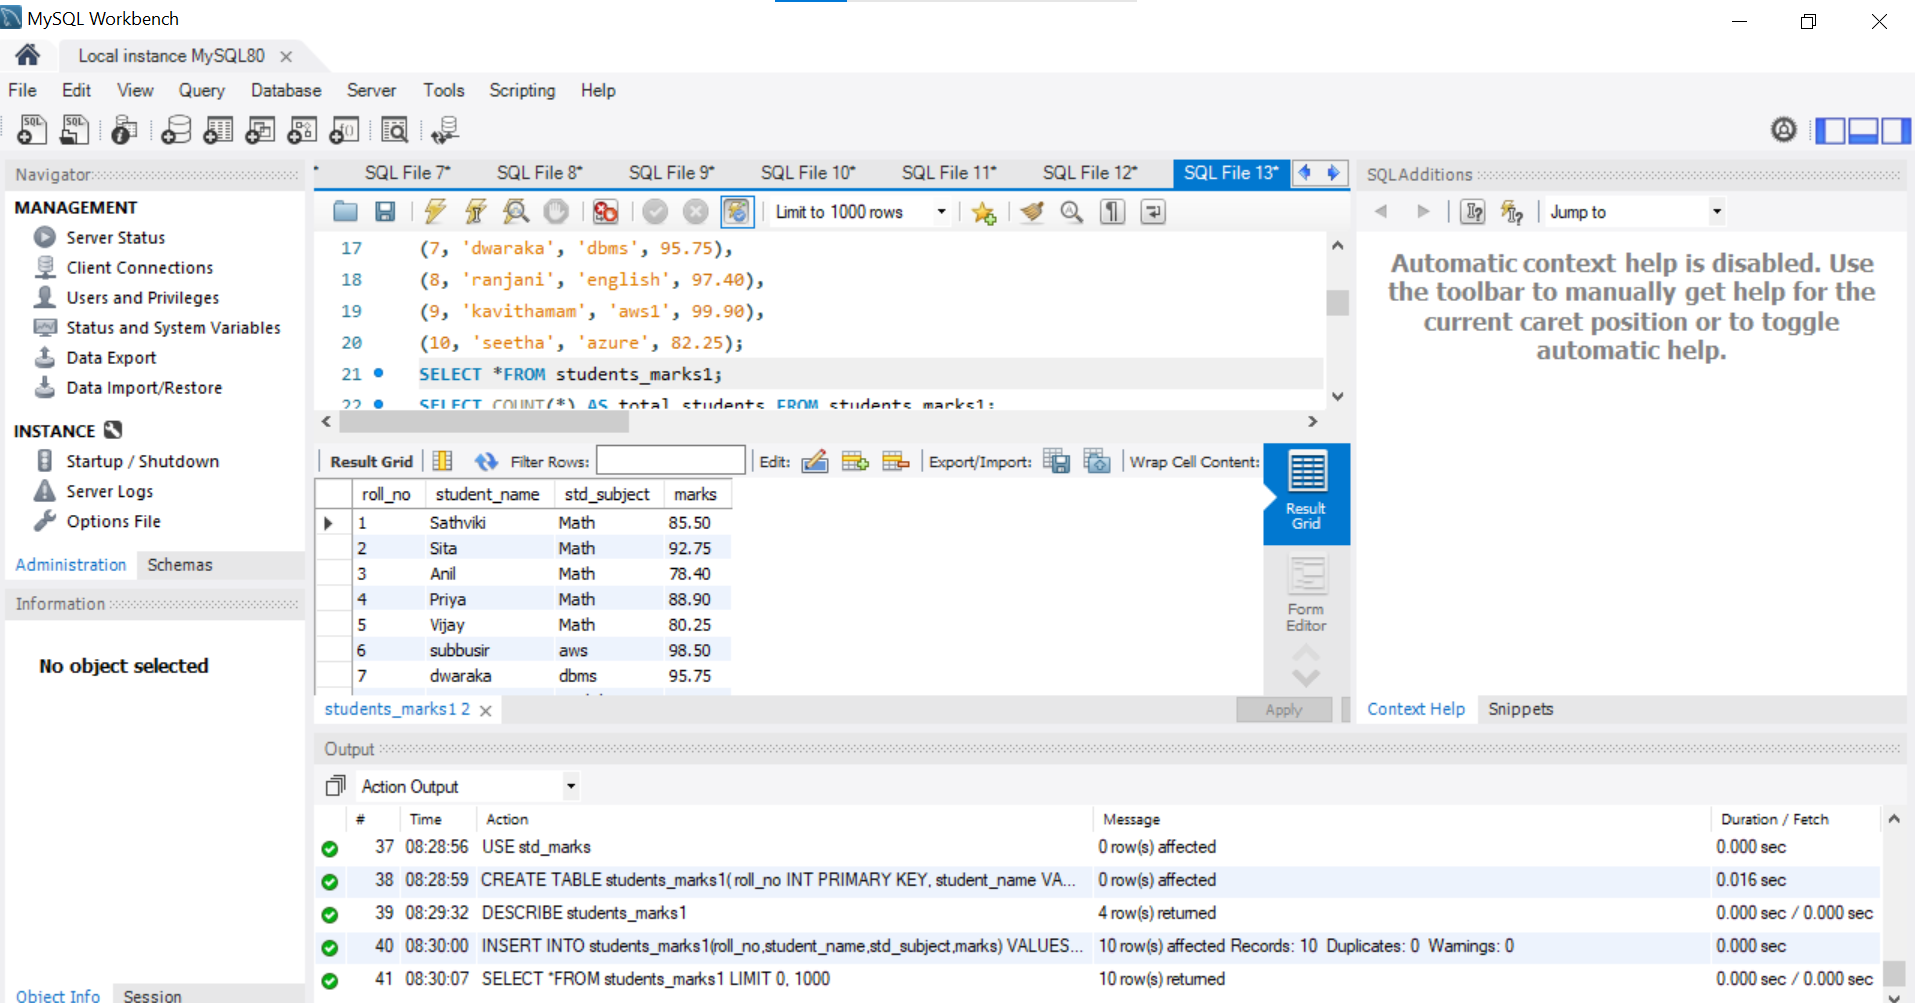 MySQL Workbench
Local instance MySQL80
File Edit View Query Database Server Tools Scripting Help
Navigator
MANAGEMENT
Server Status
Client Connections
Users and Privileges
Status and System Variables
Data Export
Data Import/Restore
INSTANCE
Startup / Shutdown
Server Logs
Options File
Administration Schemas
Information
No object selected
Object Info Session
* SQL File 7* SQL File 8* SQL File 9* SQL File 10* SQL File 11* SQL File 12* SQL File 13*
Limit to 1000 rows
17 (7, 'dwaraka', 'dbms', 95.75),
18 (8, 'ranjani', 'english', 97.40),
19 (9, 'kavithamam', 'aws1', 99.90),
20 (10, 'seetha', 'azure', 82.25);
21 SELECT *FROM students_marks1;
22 SELECT COUNT(*) AS total_students FROM students_marks1;
Result Grid Filter Rows: Edit: Export/Import: Wrap Cell Content:
roll_no student_name std_subject marks
1 Sathviki Math 85.50
2 Sita Math 92.75
3 Anil Math 78.40
4 Priya Math 88.90
5 Vijay Math 80.25
6 subbusir aws 98.50
7 dwaraka dbms 95.75
Result
Grid
Form
Editor
students_marks1 2
Apply
SQLAdditions
Jump to
Automatic context help is disabled. Use
the toolbar to manually get help for the
current caret position or to toggle
automatic help.
Context Help Snippets
Output
Action Output
# Time Action Message Duration / Fetch
37 08:28:56 USE std_marks 0 row(s) affected 0.000 sec
38 08:28:59 CREATE TABLE students_marks1( roll_no INT PRIMARY KEY, student_name VA... 0 row(s) affected 0.016 sec
39 08:29:32 DESCRIBE students_marks1 4 row(s) returned 0.000 sec / 0.000 sec
40 08:30:00 INSERT INTO students_marks1(roll_no,student_name,std_subject,marks) VALUES... 10 row(s) affected Records: 10 Duplicates: 0 Warnings: 0 0.000 sec
41 08:30:07 SELECT *FROM students_marks1 LIMIT 0, 1000 10 row(s) returned 0.000 sec / 0.000 sec